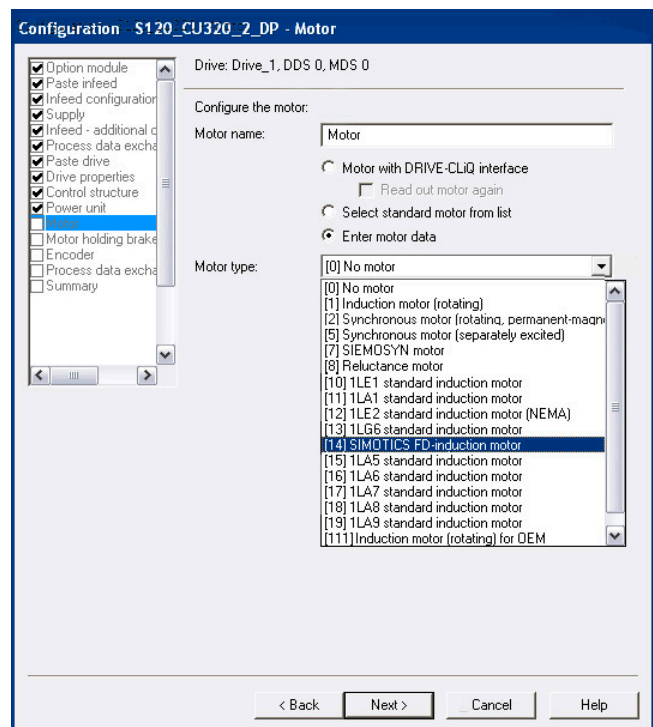 Configuration - S120_CU320_2_DP - Motor
Option module
Paste infeed
Infeed configuration
Supply
Infeed - additional c
Process data excha
Paste drive
Drive properties
Control structure
Power unit
Motor
Motor holding brake
Encoder
Process data excha
Summary
Drive: Drive_1, DDS 0, MDS 0
Configure the motor:
Motor name:
Motor
Motor with DRIVE-CLiQ interface
Read out motor again
Select standard motor from list
Enter motor data
Motor type:
[0] No motor
[0] No motor
[1] Induction motor (rotating)
[2] Synchronous motor (rotating, permanent-magne
[5] Synchronous motor (separately excited)
[7] SIEMOSYN motor
[8] Reluctance motor
[10] 1LE1 standard induction motor
[11] 1LA1 standard induction motor
[12] 1LE2 standard induction motor (NEMA)
[13] 1LG6 standard induction motor
[14] SIMOTICS FD-induction motor
[15] 1LA5 standard induction motor
[16] 1LA6 standard induction motor
[17] 1LA7 standard induction motor
[18] 1LA8 standard induction motor
[19] 1LA9 standard induction motor
[111] Induction motor (rotating) for OEM
< Back
Next >
Cancel
Help